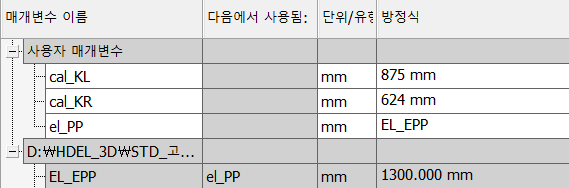 매개변수 이름 다음에서 사용됨: 단위/유형 방정식
사용자 매개변수
cal_KL mm 875 mm
cal_KR mm 624 mm
el_PP mm EL_EPP
D:₩HDEL_3D₩STD_고...
EL_EPP el_PP mm 1300.000 mm